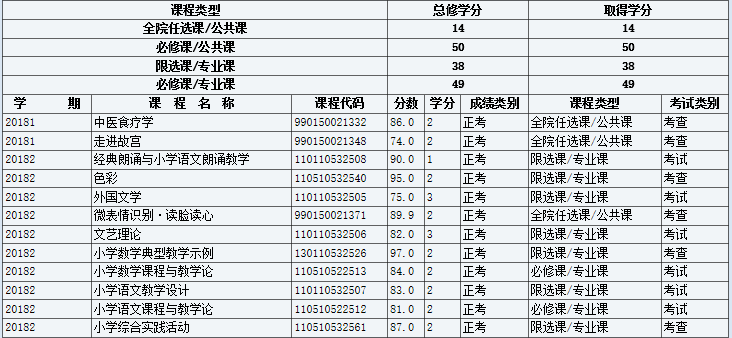 课程类型 总修学分 取得学分
全院任选课/公共课 14 14
必修课/公共课 50 50
限选课/专业课 38 38
必修课/专业课 49 49
学 期 课 程 名 称 课程代码 分数 学分 成绩类别 课程类型 考试类别
20181 中医食疗学 990150021332 86.0 2 正考 全院任选课/公共课 考查
20181 走进故宫 990150021348 74.0 2 正考 全院任选课/公共课 考查
20182 经典朗诵与小学语文朗诵教学 110110532508 90.0 1 正考 限选课/专业课 考试
20182 色彩 110510532540 95.0 2 正考 限选课/专业课 考查
20182 外国文学 110110532505 75.0 3 正考 限选课/专业课 考试
20182 微表情识别·读脸读心 990150021371 89.9 2 正考 全院任选课/公共课 考查
20182 文艺理论 110110532506 82.0 3 正考 限选课/专业课 考试
20182 小学数学典型教学示例 130110532526 97.0 2 正考 限选课/专业课 考查
20182 小学数学课程与教学论 110510522513 84.0 2 正考 必修课/专业课 考试
20182 小学语文教学设计 110110532507 83.0 2 正考 限选课/专业课 考试
20182 小学语文课程与教学论 110510522512 81.0 2 正考 必修课/专业课 考试
20182 小学综合实践活动 110510532561 87.0 2 正考 限选课/专业课 考查